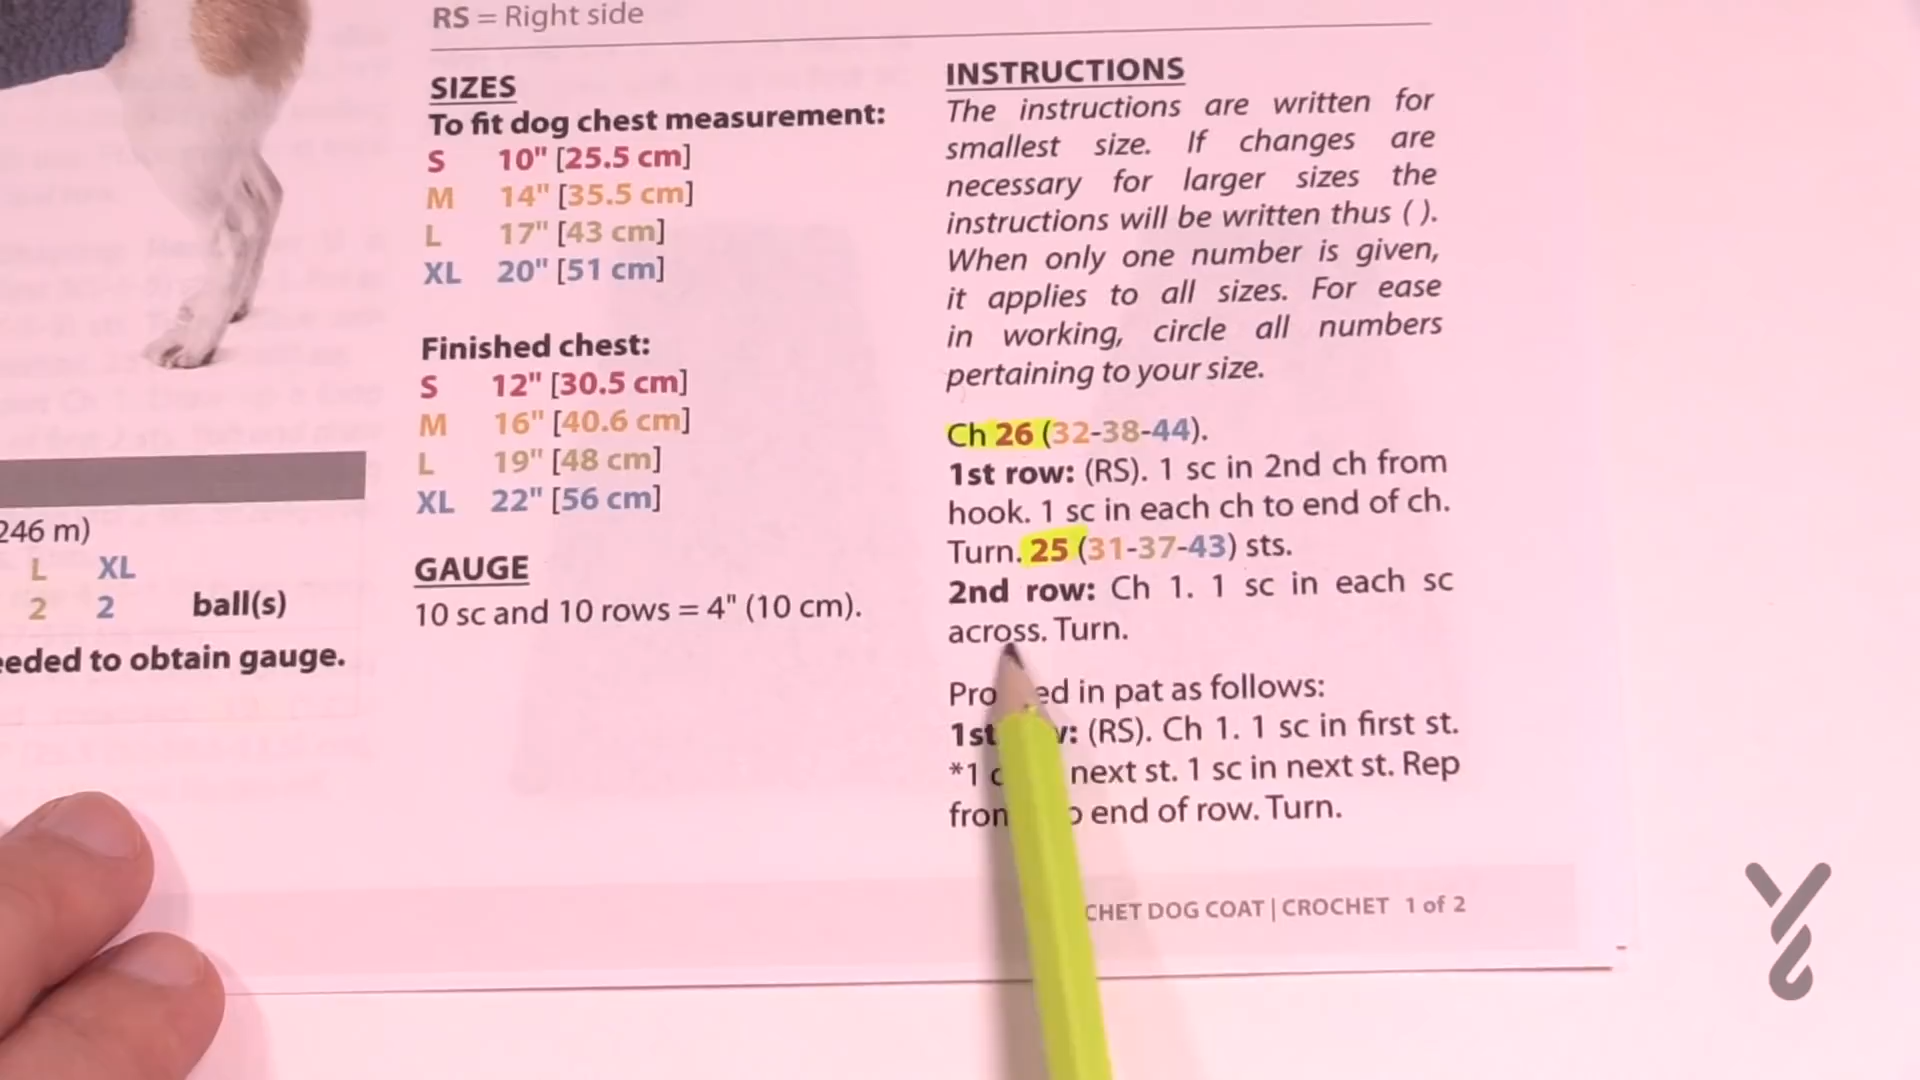 RS = Right side
SIZES
To fit dog chest measurement:
S 10" [25.5 cm]
M 14" [35.5 cm]
L 17" [43 cm]
XL 20" [51 cm]
Finished chest:
S 12" [30.5 cm]
M 16" [40.6 cm]
L 19" [48 cm]
XL 22" [56 cm]
GAUGE
10 sc and 10 rows = 4" (10 cm).
246 m)
L XL
2 2 ball(s)
eeded to obtain gauge.
INSTRUCTIONS
The instructions are written for
smallest size. If changes are
necessary for larger sizes the
instructions will be written thus ( ).
When only one number is given,
it applies to all sizes. For ease
in working, circle all numbers
pertaining to your size.
Ch 26 (32-38-44).
1st row: (RS). 1 sc in 2nd ch from
hook. 1 sc in each ch to end of ch.
Turn. 25 (31-37-43) sts.
2nd row: Ch 1. 1 sc in each sc
across. Turn.
in pat as follows:
1st (RS). Ch 1. 1 sc in first st.
*1 next st. 1 sc in next st. Rep
end of row. Turn.
CHET DOG COAT | CROCHET 1 of 2